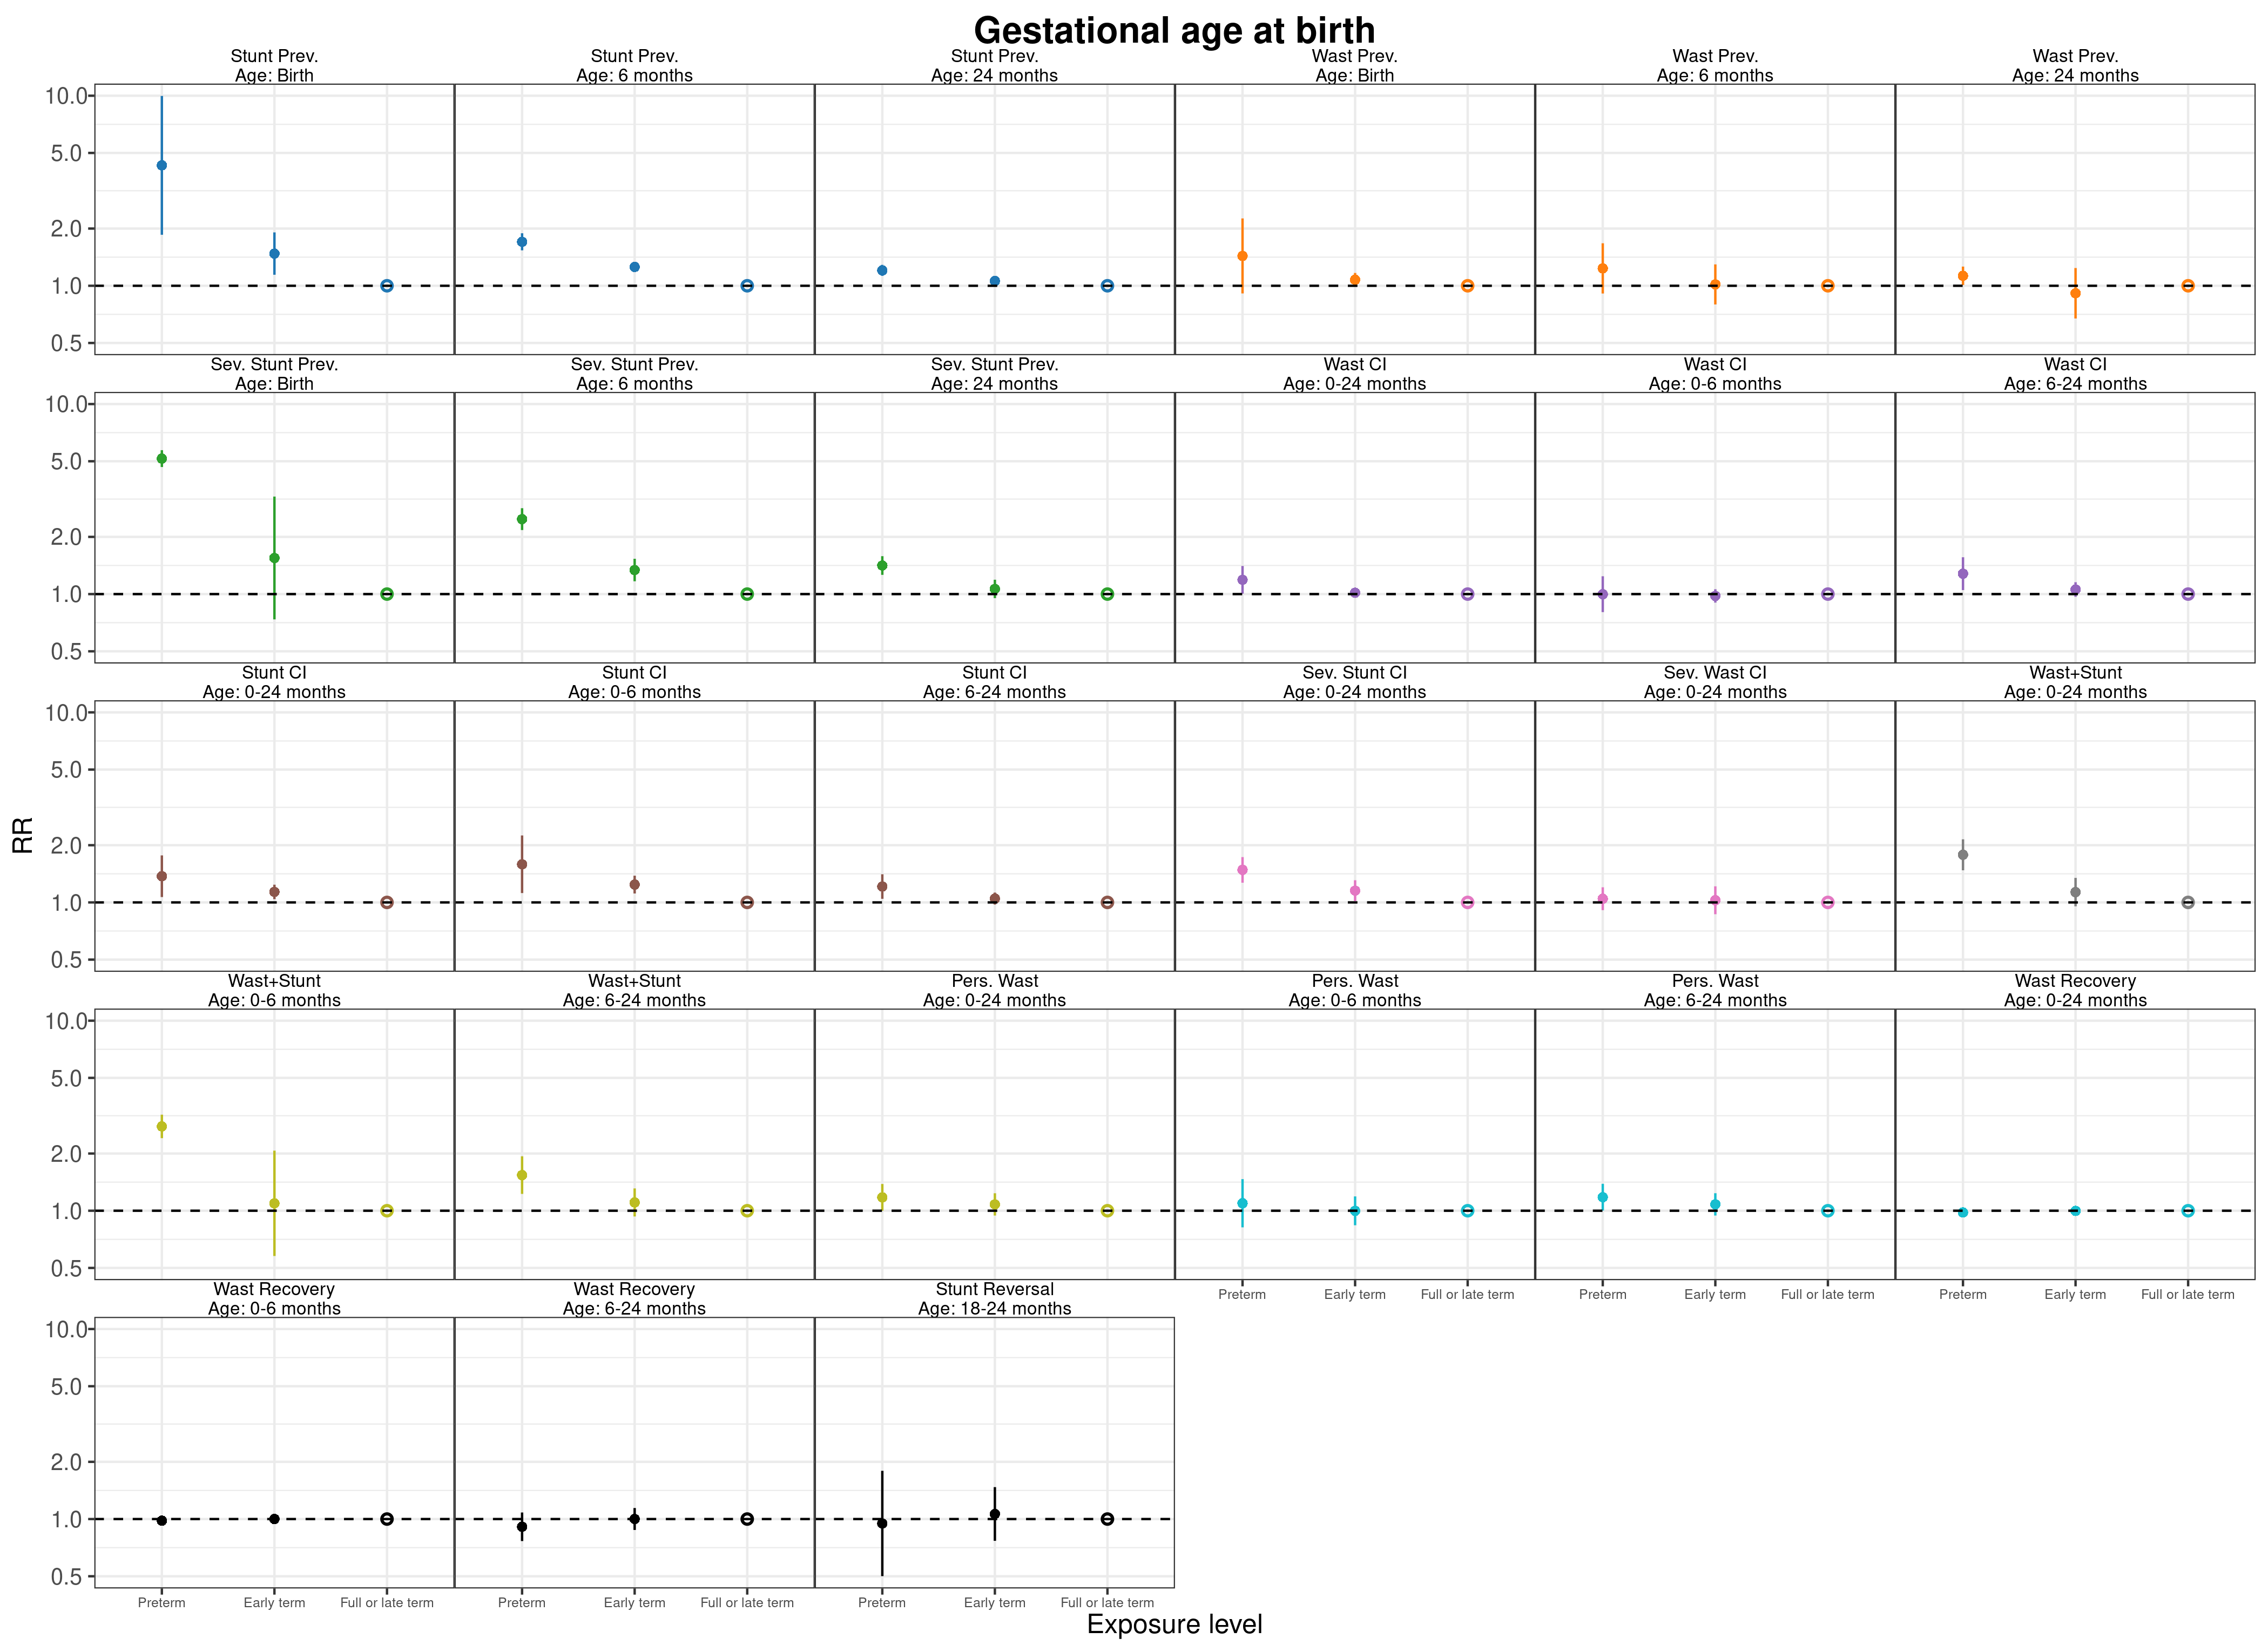 Gestational age at birth
Stunt Prev.
Age: Birth
Stunt Prev.
Age: 6 months
Stunt Prev.
Age: 24 months
Wast Prev.
Age: Birth
Wast Prev.
Age: 6 months
Wast Prev.
Age: 24 months
10.0
5.0
2.0
1.0
0.5
Sev. Stunt Prev.
Age: Birth
Sev. Stunt Prev.
Age: 6 months
Sev. Stunt Prev.
Age: 24 months
Wast CI
Age: 0-24 months
Wast CI
Age: 0-6 months
Wast CI
Age: 6-24 months
10.0
5.0
2.0
1.0
0.5
Stunt CI
Age: 0-24 months
Stunt CI
Age: 0-6 months
Stunt CI
Age: 6-24 months
Sev. Stunt CI
Age: 0-24 months
Sev. Wast CI
Age: 0-24 months
Wast+Stunt
Age: 0-24 months
RR
10.0
5.0
2.0
1.0
0.5
Wast+Stunt
Age: 0-6 months
Wast+Stunt
Age: 6-24 months
Pers. Wast
Age: 0-24 months
Pers. Wast
Age: 0-6 months
Pers. Wast
Age: 6-24 months
Wast Recovery
Age: 0-24 months
10.0
5.0
2.0
1.0
0.5
Preterm Early term Full or late term
Preterm Early term Full or late term
Preterm Early term Full or late term
Wast Recovery
Age: 0-6 months
Wast Recovery
Age: 6-24 months
Stunt Reversal
Age: 18-24 months
10.0
5.0
2.0
1.0
0.5
Preterm Early term Full or late term
Preterm Early term Full or late term
Preterm Early term Full or late term
Exposure level